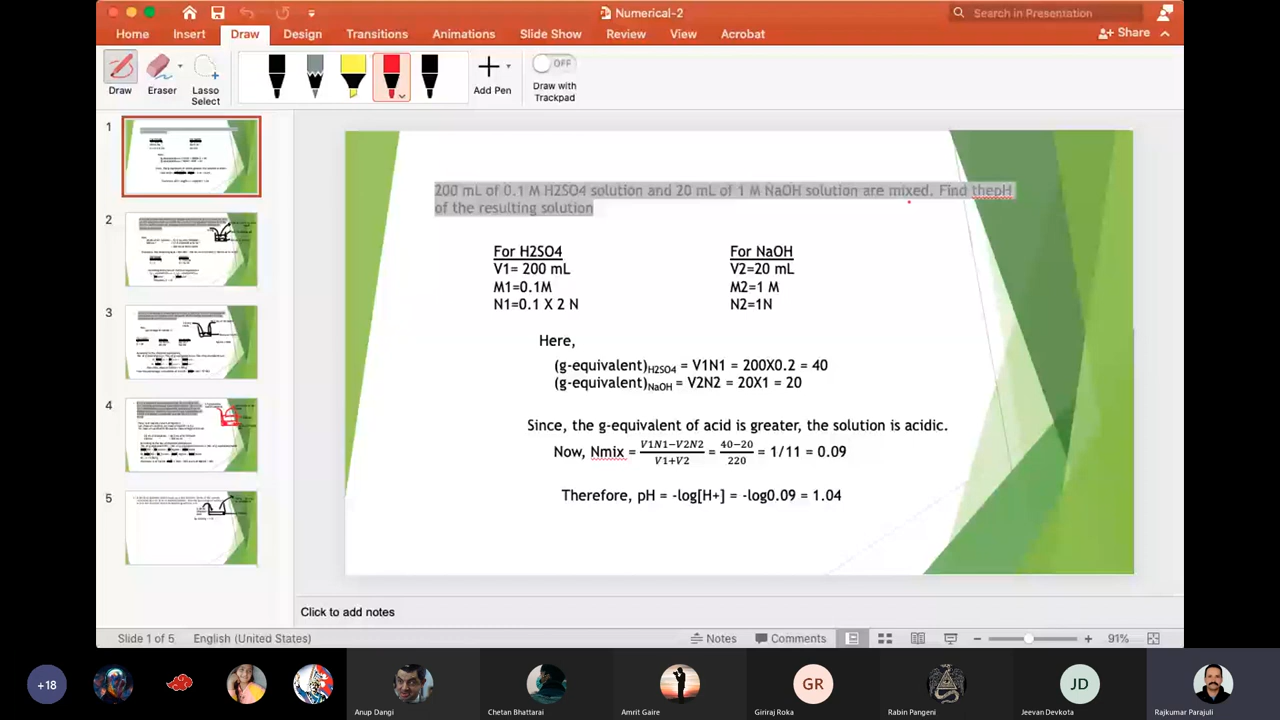 Numerical-2
Search in Presentation
Home Insert Draw Design Transitions Animations Slide Show Review View Acrobat Share
Draw Eraser Lasso Select Add Pen OFF Draw with Trackpad
1
2
3
4
5
200 mL of 0.1 M H2SO4 solution and 20 mL of 1 M NaOH solution are mixed. Find thepH
of the resulting solution
For H2SO4
V1= 200 mL
M1=0.1M
N1=0.1 X 2 N
For NaOH
V2=20 mL
M2=1 M
N2=1N
Here,
(g-equivalent)H2SO4 = V1N1 = 200X0.2 = 40
(g-equivalent)NaOH = V2N2 = 20X1 = 20
Since, the g-equivalent of acid is greater, the solution is acidic.
Now, Nmix = V1N1−V2N2/V1+V2 = 40−20/220 = 1/11 = 0.09
Therefore, pH = -log[H+] = -log0.09 = 1.04
Click to add notes
Slide 1 of 5 English (United States) Notes Comments 91%
+18 Anup Dangi Chetan Bhattarai Amrit Gaire GR Giriraj Roka Rabin Pangeni JD Jeevan Devkota Rajkumar Parajuli